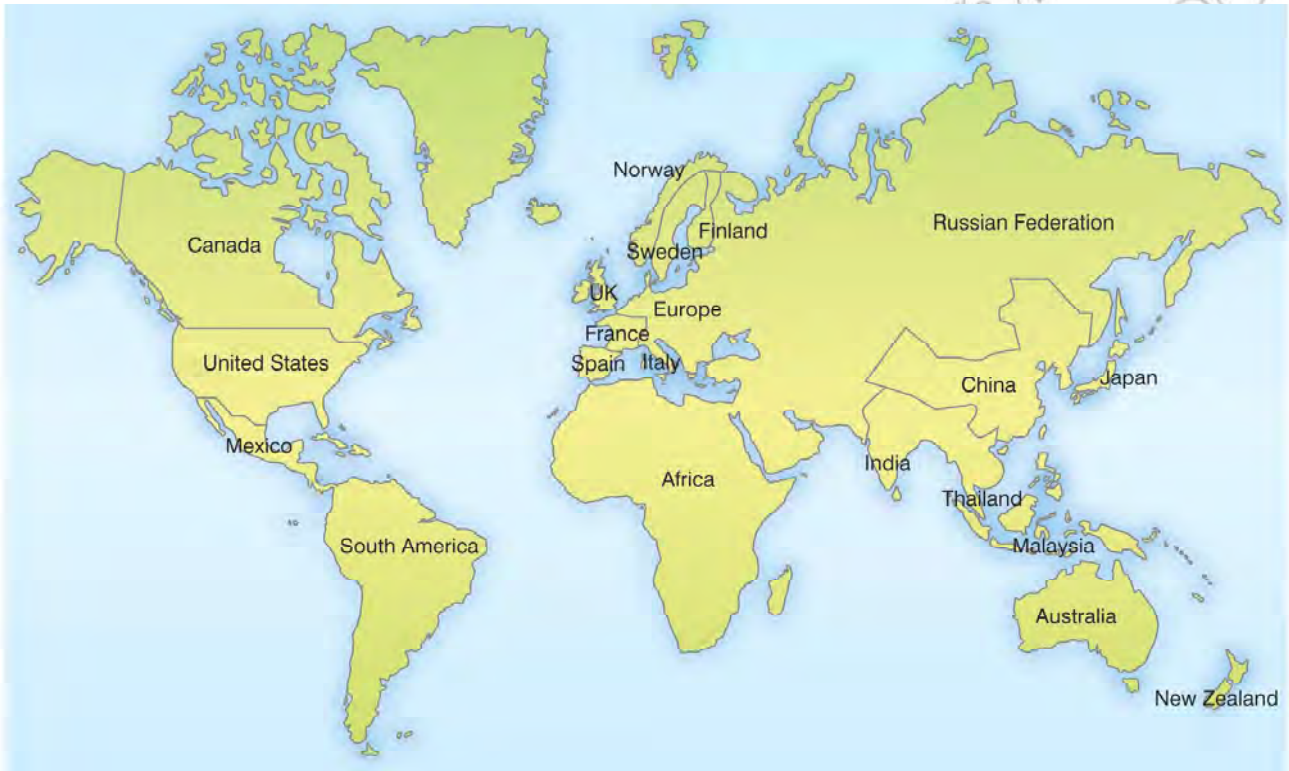 Norway
Russian Federation
Finland
Canada
Sweden
UK
Europe
France
United States
Spain
Italy
China
Japan
Mexico
India
Africa
Thailand
South America
Malaysia
Australia
New Zealand